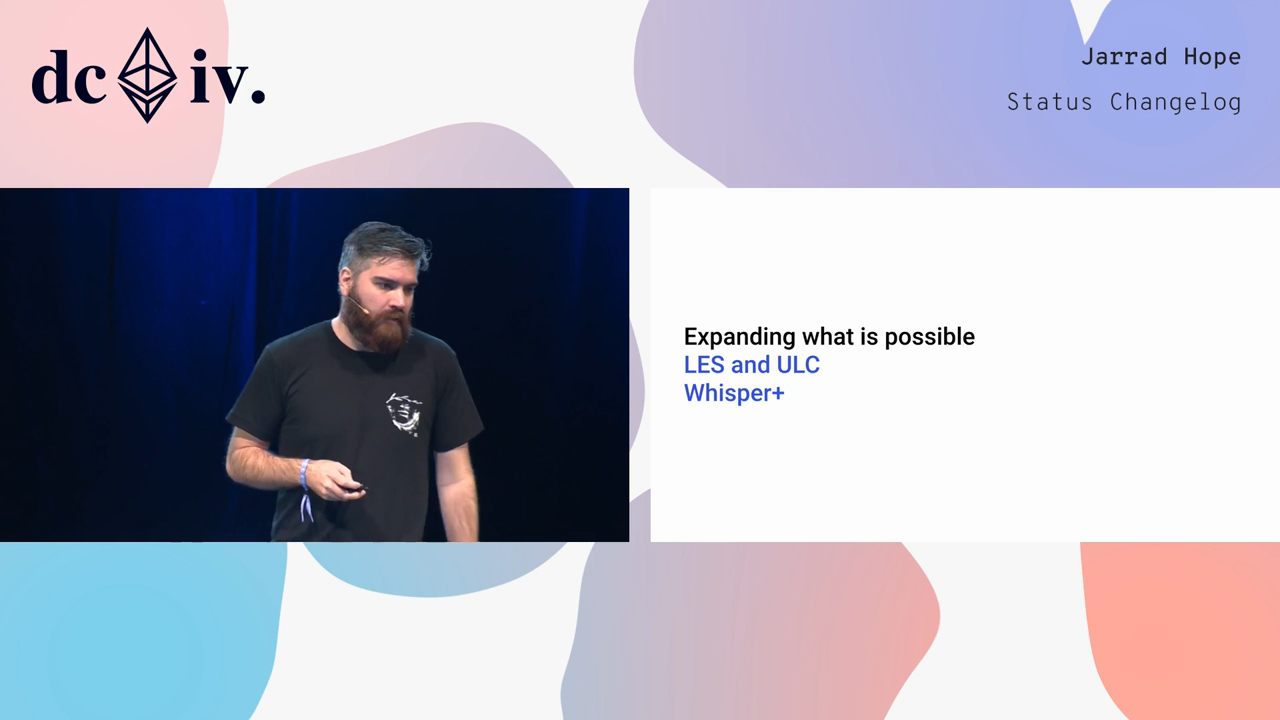 dc iv.
Jarrad Hope
Status Changelog
Expanding what is possible
LES and ULC
Whisper+